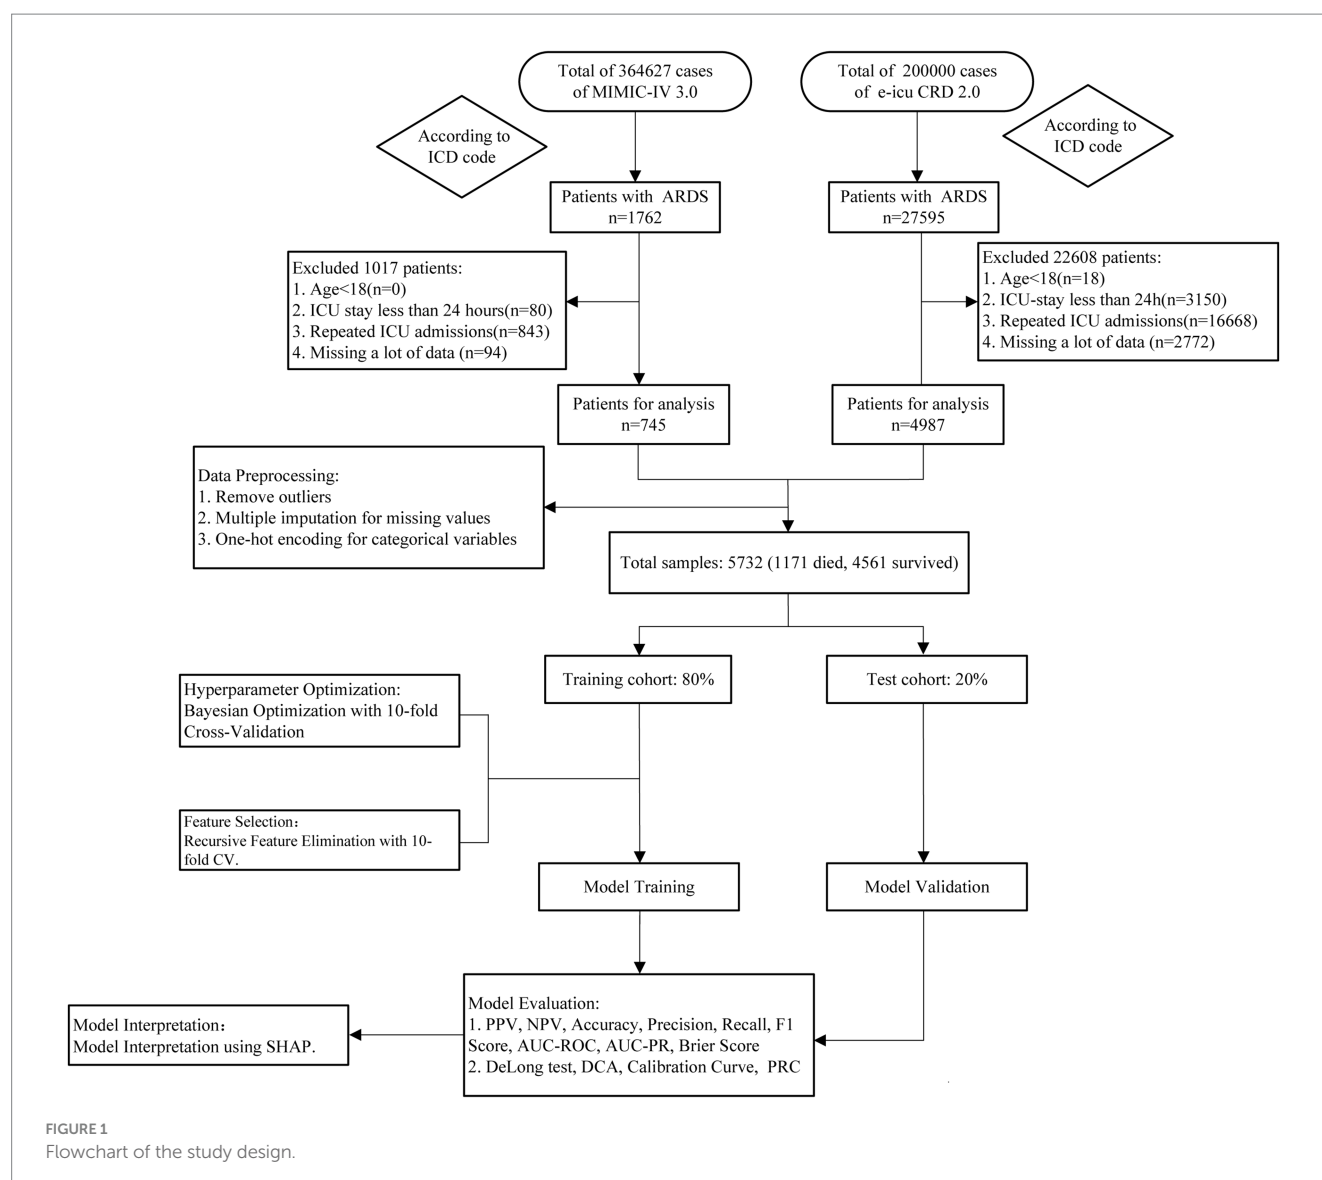 Total of 364627 cases
of MIMIC-IV 3.0
Total of 200000 cases
of e-icu CRD 2.0
According to
ICD code
According to
ICD code
Patients with ARDS
n=1762
Patients with ARDS
n=27595
Excluded 1017 patients:
1. Age<18(n=0)
2. ICU stay less than 24 hours(n=80)
3. Repeated ICU admissions(n=843)
4. Missing a lot of data (n=94)
Excluded 22608 patients:
1. Age<18(n=18)
2. ICU-stay less than 24h(n=3150)
3. Repeated ICU admissions(n=16668)
4. Missing a lot of data (n=2772)
Patients for analysis
n=745
Patients for analysis
n=4987
Data Preprocessing:
1. Remove outliers
2. Multiple imputation for missing values
3. One-hot encoding for categorical variables
Total samples: 5732 (1171 died, 4561 survived)
Training cohort: 80%
Test cohort: 20%
Hyperparameter Optimization:
Bayesian Optimization with 10-fold
Cross-Validation
Feature Selection：
Recursive Feature Elimination with 10-
fold CV.
Model Training
Model Validation
Model Evaluation:
1. PPV, NPV, Accuracy, Precision, Recall, F1
Score, AUC-ROC, AUC-PR, Brier Score
2. DeLong test, DCA, Calibration Curve, PRC
Model Interpretation：
Model Interpretation using SHAP.
FIGURE 1
Flowchart of the study design.